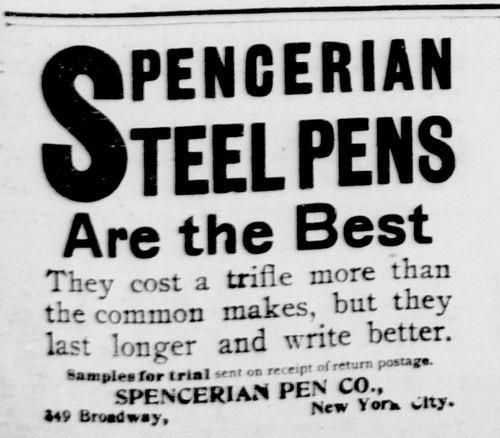 SPENCERIAN
STEEL PENS
Are the Best
They cost a trifle more than
the common makes, but they
last longer and write better.
Samples for trial sent on receipt of return postage.
SPENCERIAN PEN CO.,
349 Broadway, New York City.